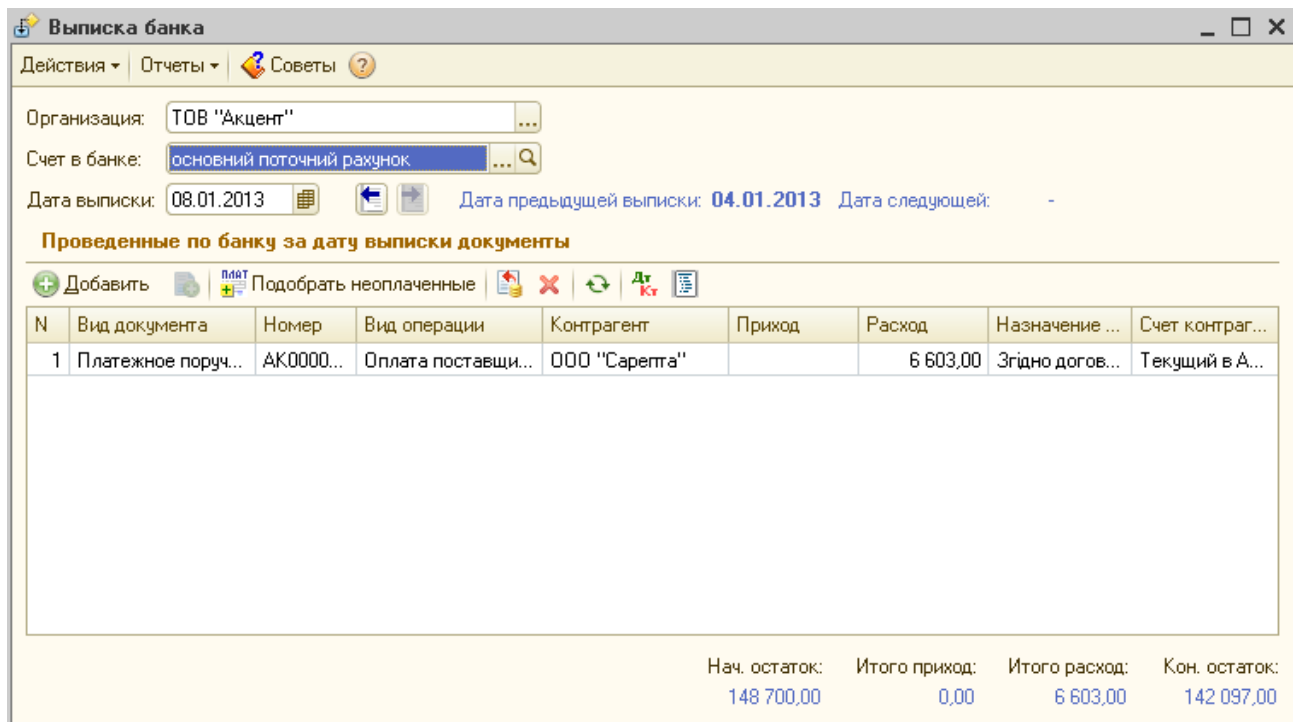 Выписка банка
Действия Отчеты Советы
Организация: ТОВ "Акцент" ...
Счет в банке: основний поточний рахунок ...
Дата выписки: 08.01.2013 Дата предыдущей выписки: 04.01.2013 Дата следующей: -
Проведенные по банку за дату выписки документы
Добавить ПЛАТ Подобрать неоплаченные Дт Кт
N Вид документа Номер Вид операции Контрагент Приход Расход Назначение ... Счет контраг...
1 Платежное поруч... АК0000... Оплата поставщи... ООО "Сарепта" 6 603,00 Згідно догов... Текущий в А...
Нач. остаток: Итого приход: Итого расход: Кон. остаток:
148 700,00 0,00 6 603,00 142 097,00